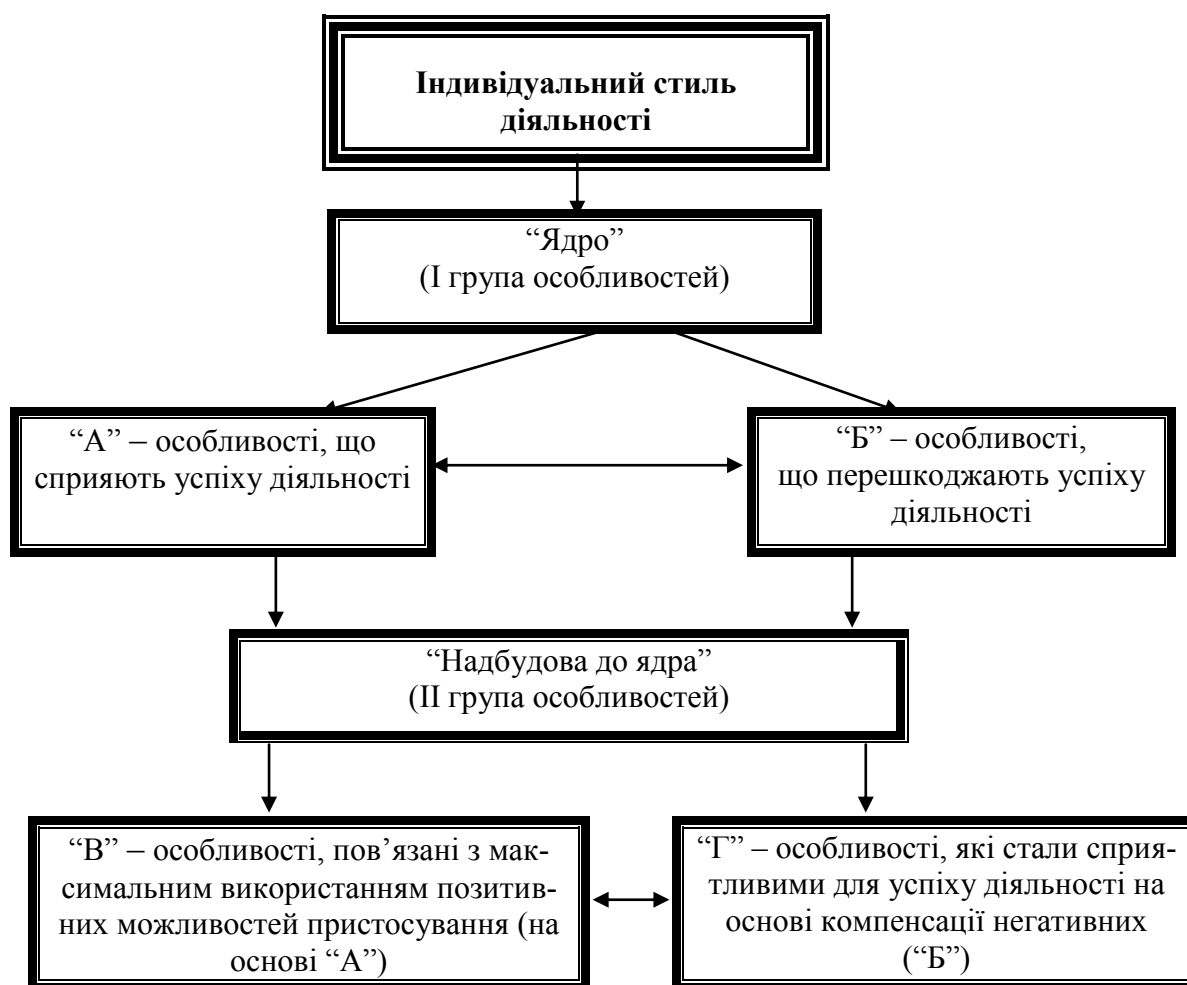 Індивідуальний стиль
діяльності
“Ядро”
(І група особливостей)
“А” – особливості, що
сприяють успіху діяльності
“Б” – особливості,
що перешкоджають успіху
діяльності
“Надбудова до ядра”
(ІІ група особливостей)
“В” – особливості, пов’язані з мак-
симальним використанням позитив-
них можливостей пристосування (на
основі “А”)
“Г” – особливості, які стали сприя-
тливими для успіху діяльності на
основі компенсації негативних
(“Б”)